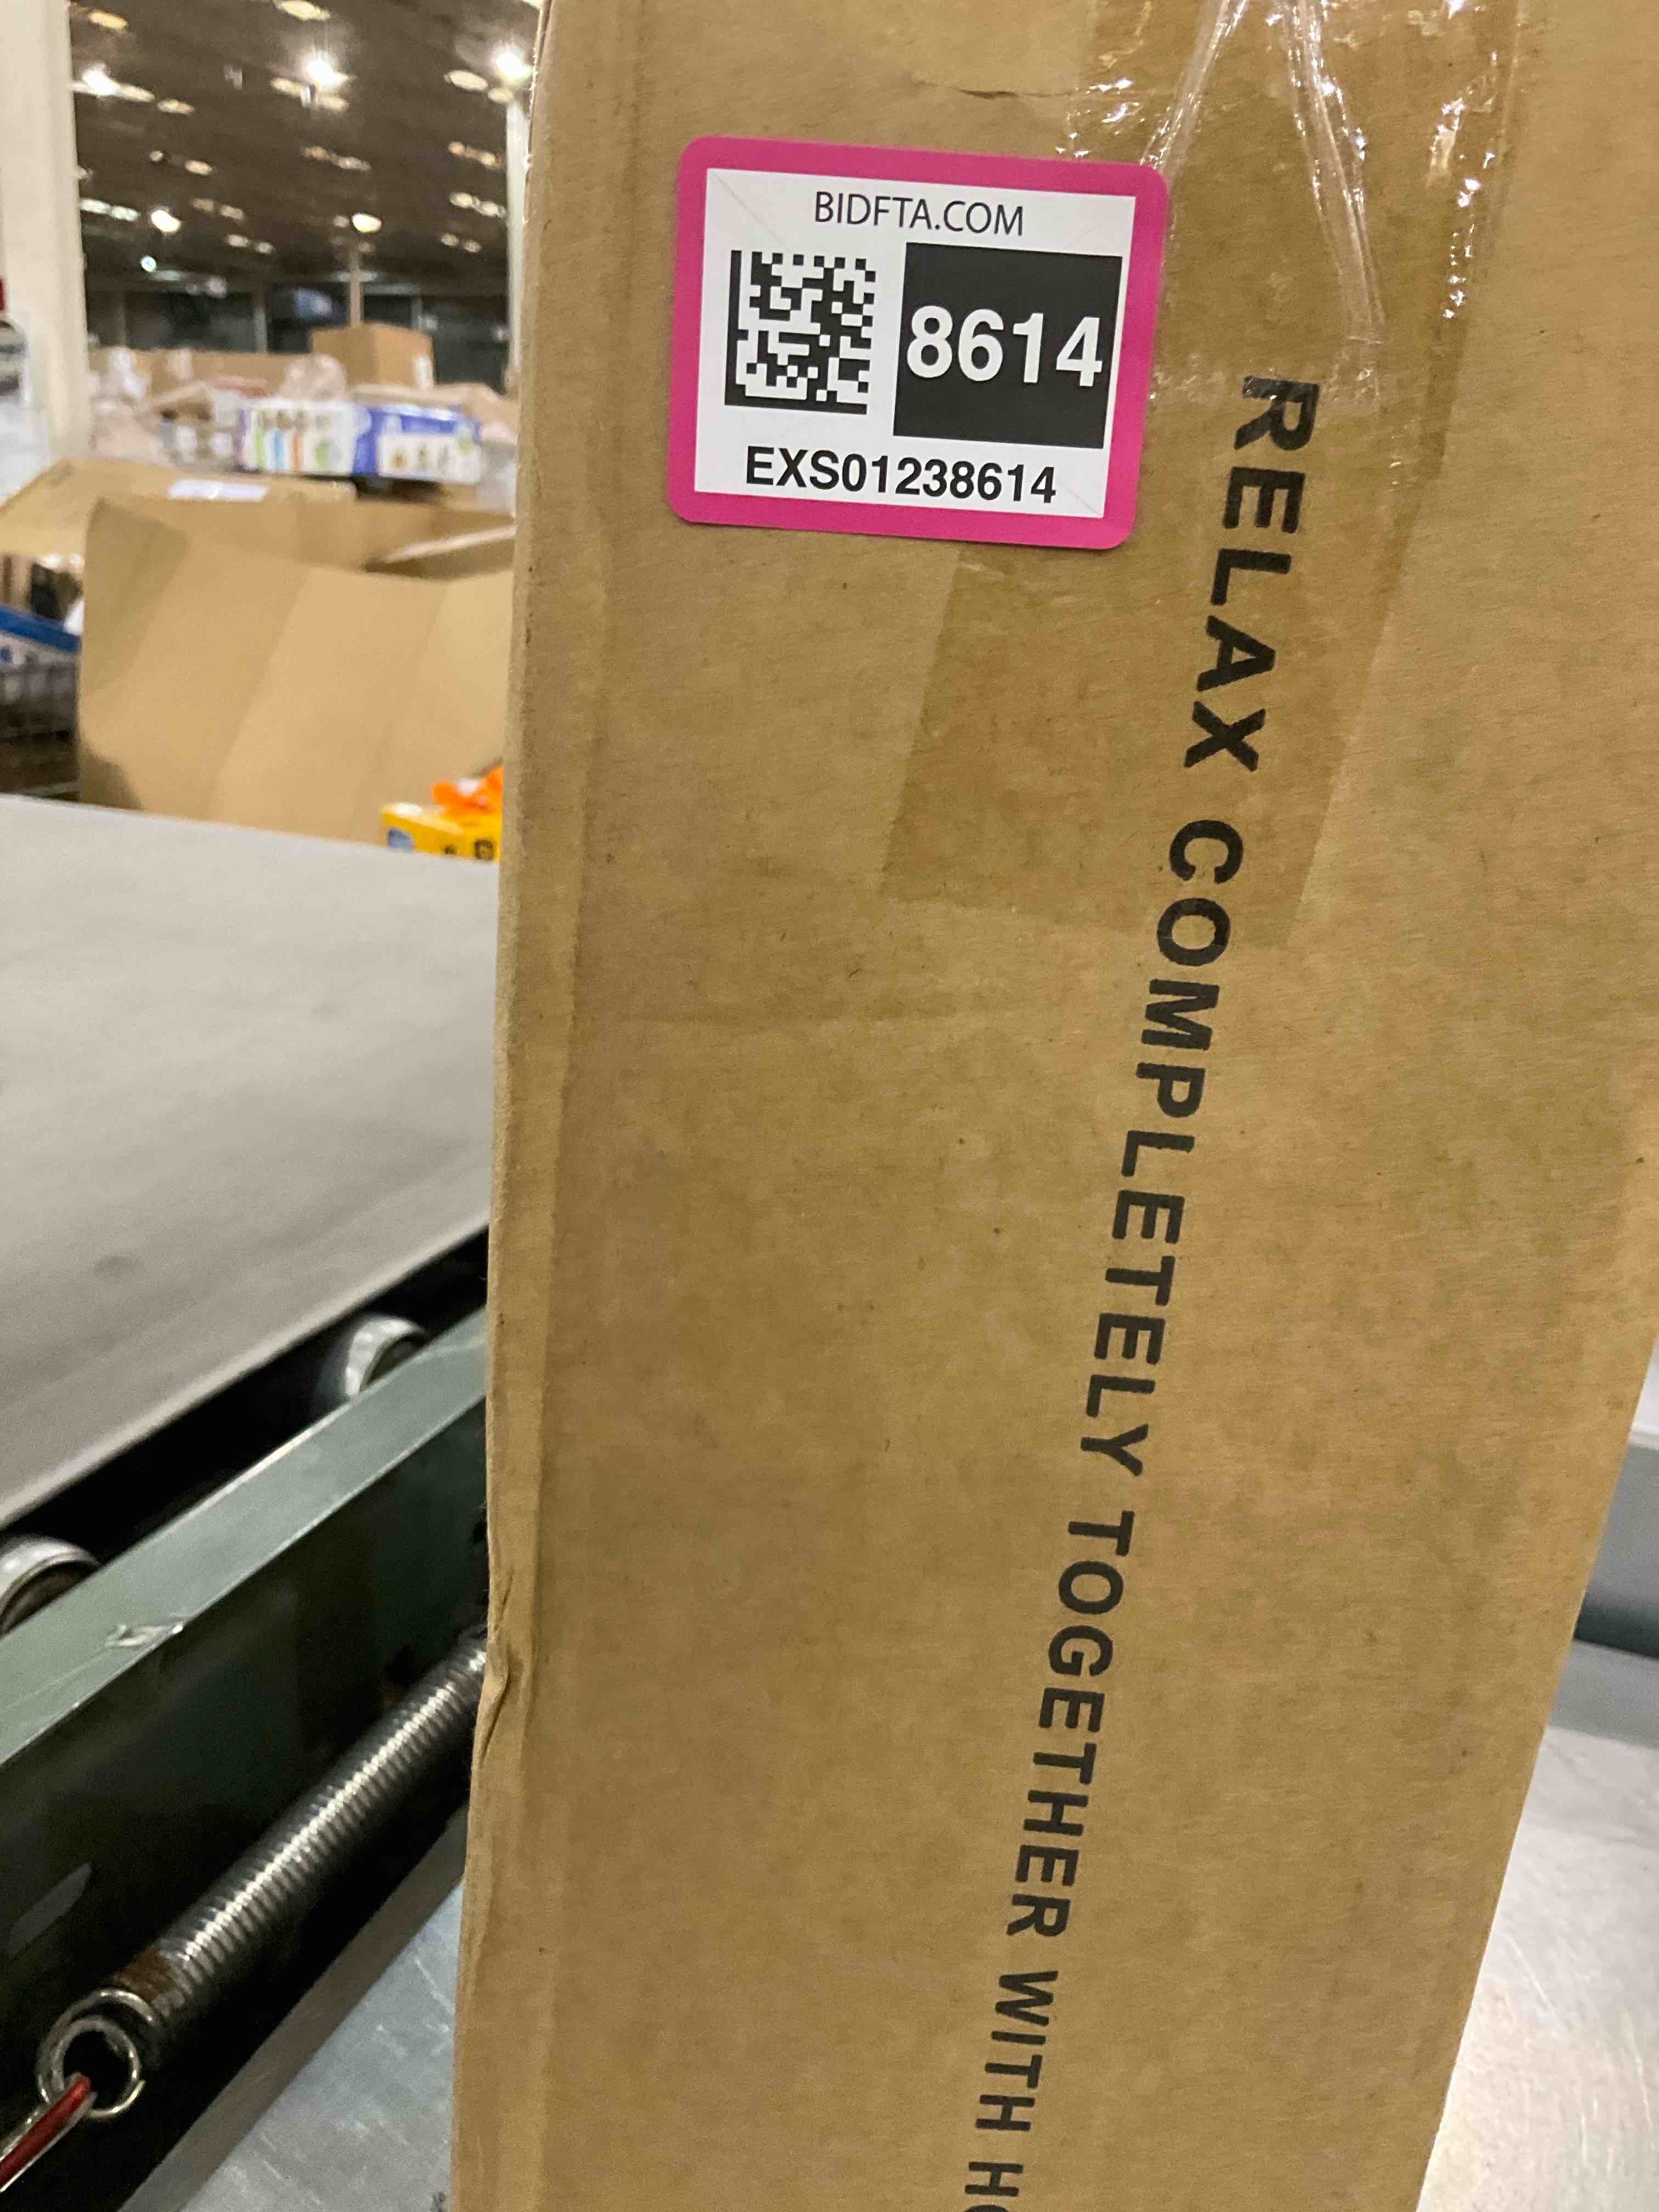 BIDFTA.COM
8614
EXS01238614
RELAX COMPLETELY TOGETHER WITH